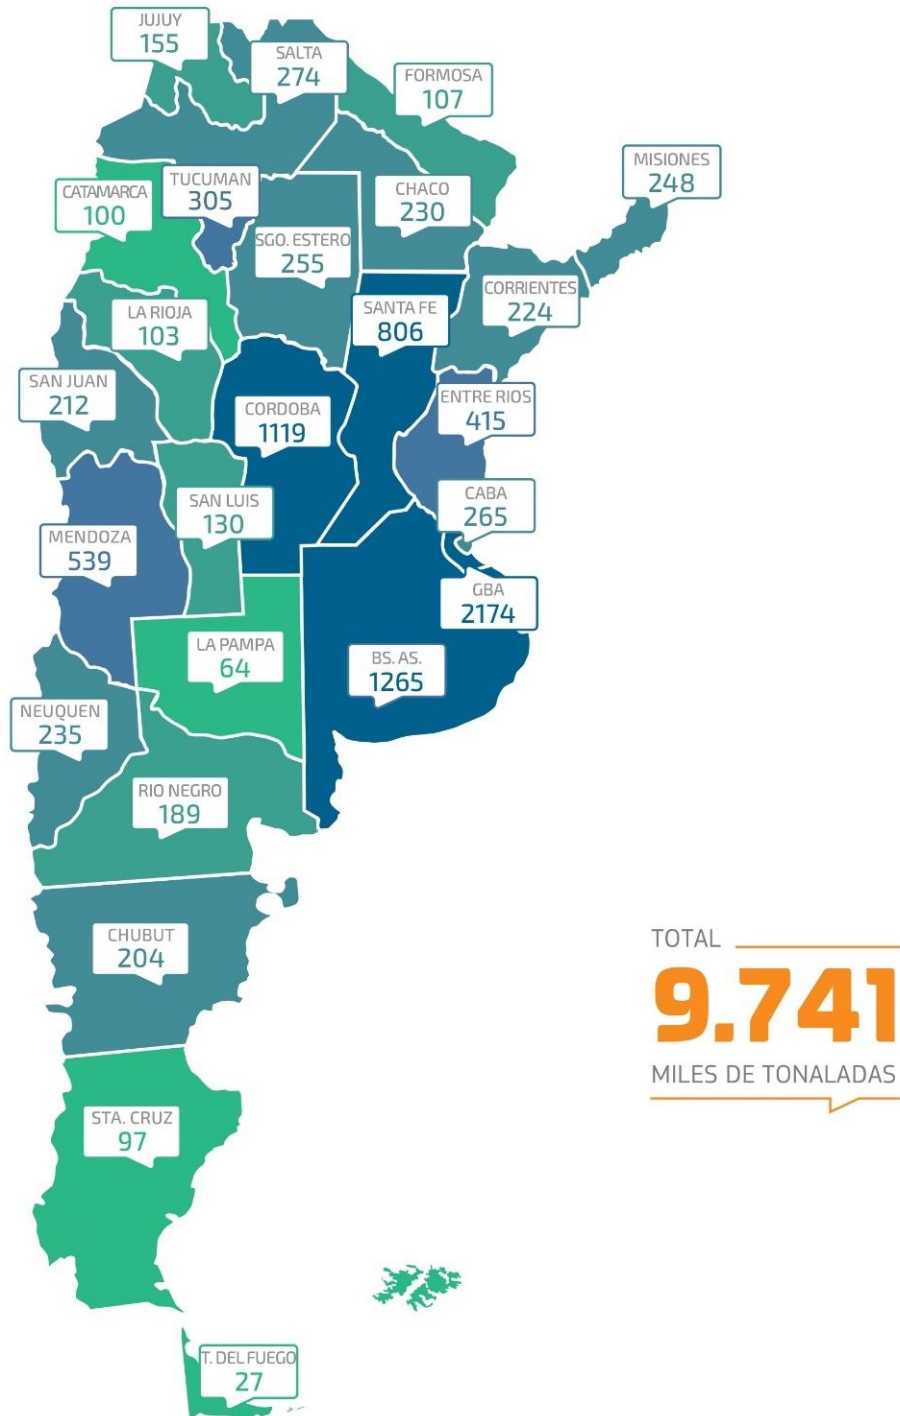 JUJUY
155
SALTA
274
FORMOSA
107
MISIONES
248
CATAMARCA
100
TUCUMAN
305
CHACO
230
SGO. ESTERO
255
CORRIENTES
224
LA RIOJA
103
SANTA FE
806
SAN JUAN
212
CORDOBA
1119
ENTRE RIOS
415
SAN LUIS
130
CABA
265
MENDOZA
539
GBA
2174
LA PAMPA
64
BS. AS.
1265
NEUQUEN
235
RIO NEGRO
189
CHUBUT
204
TOTAL
9.741
MILES DE TONALADAS
STA. CRUZ
97
T. DEL FUEGO
27